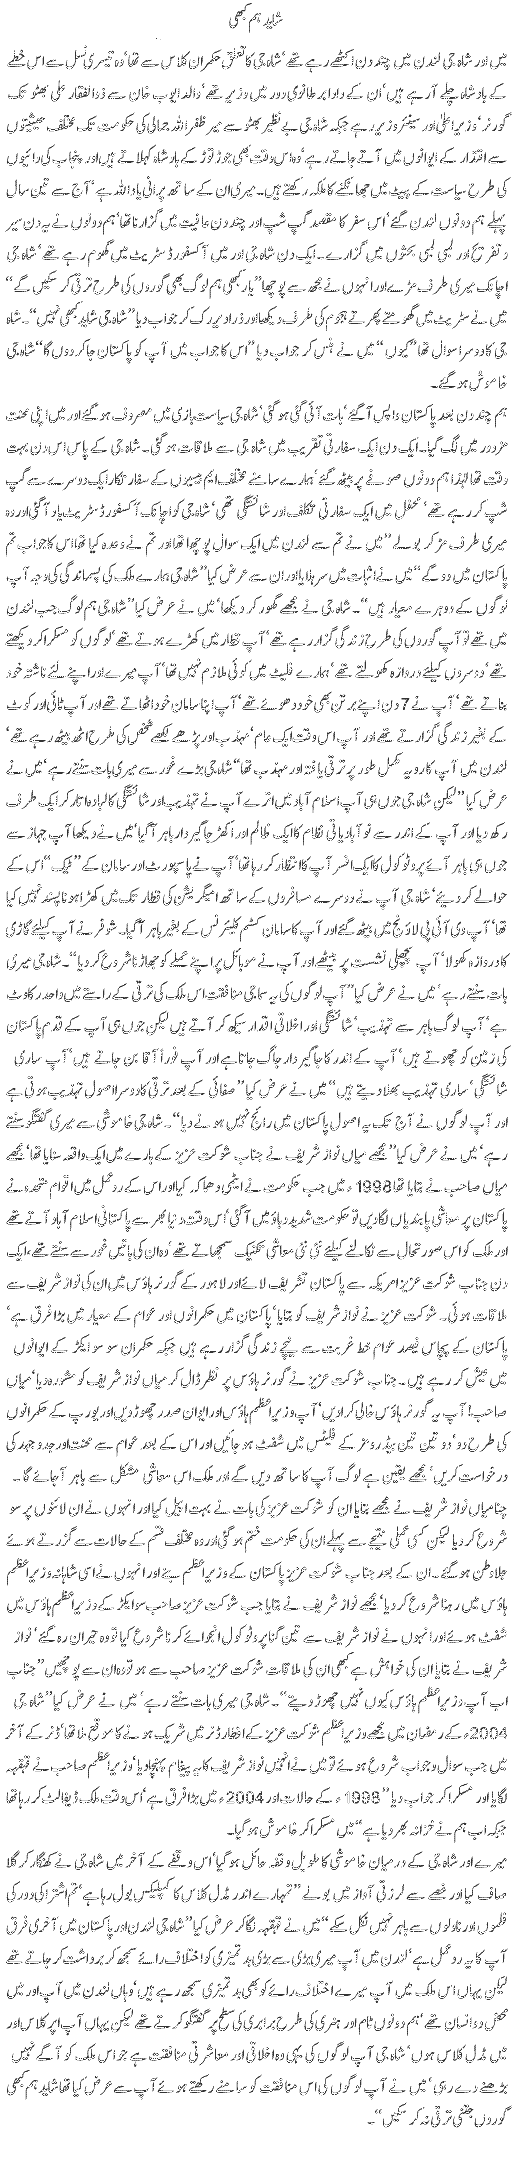 شاید ہم کبھی
میں اور شاہ جی لندن میں چند دن اکٹھے رہے تھے‘ شاہ جی کا تعلق حکمران کلاس سے تھا‘ وہ تیسری نسل سے اس خطے
کے بادشاہ چلے آ رہے ہیں‘ ان کے دادا برطانوی دور میں وزیر تھے‘ والد ایوب خان سے ذوالفقار علی بھٹو تک
گورنر‘ وزیراعلیٰ اور سینئر وزیر رہے جبکہ شاہ جی بے نظیر بھٹو سے میر ظفر اللہ جمالی کی حکومت تک مختلف حیثیتوں
سے اقتدار کے ایوانوں میں آتے جاتے رہے‘ وہ اس وقت بھی جوڑ توڑ کے بادشاہ کہلاتے ہیں اور پنجاب کی دائیوں
کی طرح سیاست کے پیٹ میں جھانکنے کا ملکہ رکھتے ہیں۔ میری ان کے ساتھ پرانی یاد اللہ ہے‘ آج سے تین سال
پہلے ہم دونوں لندن گئے‘ اس سفر کا مقصد گپ شپ اور چند دن عافیت میں گزارنا تھا‘ ہم دونوں نے یہ دن سیر
و تفریح اور لمبی لمبی بحثوں میں گزارے۔ ایک دن شاہ جی اور میں آکسفورڈ سٹریٹ میں گھوم رہے تھے‘ شاہ جی
اچانک میری طرف مڑے اور انہوں نے مجھ سے پوچھا ’’یار کبھی ہم لوگ بھی گوروں کی طرح ترقی کر سکیں گے‘‘
میں نے سٹریٹ میں گھومتے پھرتے ہجوم کی طرف دیکھا اور ذرا دیر رک کر جواب دیا ’’شاہ جی شاید کبھی نہیں‘‘۔ شاہ
جی کا دوسرا سوال تھا ’’کیوں‘‘ میں نے ہنس کر جواب دیا ’’اس کا جواب میں آپ کو پاکستان جا کر دوں گا‘‘ شاہ جی
خاموش ہو گئے۔
ہم چند دن بعد پاکستان واپس آ گئے‘ بات آئی گئی ہو گئی‘ شاہ جی سیاست بازی میں مصروف ہو گئے اور میں اپنی محنت
مزدوری میں لگ گیا۔ ایک دن ایک سفارتی تقریب میں شاہ جی سے ملاقات ہو گئی۔ شاہ جی کے پاس اس دن بہت
وقت تھا لہٰذا ہم دونوں صوفے پر بیٹھ گئے‘ ہمارے سامنے مختلف ایمبیسیوں کے سفارتکار ایک دوسرے سے گپ
شپ کر رہے تھے‘ محفل میں ایک سفارتی تکلف اور شائستگی تھی‘ شاہ جی کو اچانک آکسفورڈ سٹریٹ یاد آ گئی اور وہ
میری طرف مڑ کر بولے ’’میں نے تم سے لندن میں ایک سوال پوچھا تھا اور تم نے وعدہ کیا تھا اس کا جواب تم
پاکستان میں دو گے‘‘ میں نے اثبات میں سر ہلایا اور ان سے عرض کیا ’’شاہ جی ہمارے ملک کی پسماندگی کی وجہ آپ
لوگوں کے دوہرے معیار ہیں‘‘۔ شاہ جی نے مجھے گھور کر دیکھا‘ میں نے عرض کیا ’’شاہ جی ہم لوگ جب لندن
میں تھے تو آپ گوروں کی طرح زندگی گزار رہے تھے‘ آپ قطار میں کھڑے ہوتے تھے‘ لوگوں کو مسکرا کر دیکھتے
تھے‘ دوسروں کیلئے دروازہ کھولتے تھے‘ ہمارے فلیٹ میں کوئی ملازم نہیں تھا‘ آپ میرے اور اپنے لئے ناشتہ خود
بناتے تھے‘ آپ نے 7 دن اپنے برتن بھی خود دھوئے تھے‘ آپ اپنا سامان خود اٹھاتے تھے اور آپ ٹائی اور کوٹ
کے بغیر زندگی گزارتے تھے اور آپ اس وقت ایک عام‘ مہذب اور پڑھے لکھے شخص کی طرح اٹھ بیٹھ رہے تھے‘
لندن میں آپ کا رویہ مکمل طور پر ترقی یافتہ اور مہذب تھا‘‘ شاہ جی بڑے غور سے میری بات سنتے رہے‘ میں نے
عرض کیا ’’لیکن شاہ جی جوں ہی آپ اسلام آباد میں اترے آپ نے تہذیب اور شائستگی کا لبادہ اتار کر ایک طرف
رکھ دیا اور آپ کے اندر سے نوآبادیاتی نظام کا ایک ظالم اور اکھڑ جاگیردار باہر آ گیا‘ میں نے دیکھا آپ جہاز سے
جوں ہی باہر آئے پروٹوکول کا ایک افسر آپ کا انتظار کر رہا تھا‘ آپ نے پاسپورٹ اور سامان کے ’’ٹیگ‘‘ اس کے
حوالے کر دیئے‘ شاہ جی آپ نے دوسرے مسافروں کے ساتھ امیگریشن کی قطار تک میں کھڑا ہونا پسند نہیں کیا
تھا‘ آپ وی آئی پی لاؤنج میں بیٹھ گئے اور آپ کا سامان کسٹم کلیئرنس کے بغیر باہر آ گیا۔ شوفر نے آپ کیلئے گاڑی
کا دروازہ کھولا‘ آپ پچھلی نشست پر بیٹھے اور آپ نے موبائل پر اپنے عملے کو جھاڑنا شروع کر دیا‘‘۔ شاہ جی میری
بات سنتے رہے‘ میں نے عرض کیا ’’آپ لوگوں کی یہ سماجی منافقت اس ملک کی ترقی کے راستے میں واحد رکاوٹ
ہے‘ آپ لوگ باہر سے تہذیب‘ شائستگی اور اخلاقی اقدار سیکھ کر آتے ہیں لیکن جوں ہی آپ کے قدم پاکستان
کی زمین کو چھوتے ہیں‘ آپ کے اندر کا جاگیردار جاگ جاتا ہے اور آپ فوراً آقا بن جاتے ہیں‘ آپ ساری
شائستگی‘ ساری تہذیب بھلا دیتے ہیں‘‘ میں نے عرض کیا ’’صفائی کے بعد ترقی کا دوسرا اصول تہذیب ہوتی ہے
اور آپ لوگوں نے آج تک یہ اصول پاکستان میں رائج نہیں ہونے دیا‘‘۔ شاہ جی خاموشی سے میری گفتگو سنتے
رہے‘ میں نے عرض کیا ’’مجھے میاں نواز شریف نے جناب شوکت عزیز کے بارے میں ایک واقعہ سنایا تھا‘ مجھے
میاں صاحب نے بتایا تھا 1998ء میں جب حکومت نے ایٹمی دھماکہ کیا اور اس کے ردعمل میں اقوام متحدہ نے
پاکستان پر معاشی پابندیاں لگا دیں تو حکومت شدید دباؤ میں آ گئی‘ اس وقت دنیا بھر سے پاکستانی اسلام آباد آتے تھے
اور ملک کو اس صورتحال سے نکالنے کیلئے نئی نئی معاشی تکنیک سمجھاتے تھے‘ وہ ان کی باتیں غور سے سنتے تھے، ایک
دن جناب شوکت عزیز امریکہ سے پاکستان تشریف لائے اور لاہور کے گورنر ہاؤس میں ان کی نواز شریف سے
ملاقات ہوئی۔ شوکت عزیز نے نواز شریف کو بتایا‘ پاکستان میں حکمرانوں اور عوام کے معیار میں بڑا فرق ہے‘
پاکستان کے پچاس فیصد عوام خط غربت سے نیچے زندگی گزار رہے ہیں جبکہ حکمران سو سو ایکڑ کے ایوانوں
میں عیش کر رہے ہیں۔ جناب شوکت عزیز نے گورنر ہاؤس پر نظر ڈال کر میاں نواز شریف کو مشورہ دیا‘ میاں
صاحب! آپ یہ گورنر ہاؤس خالی کرا دیں‘ آپ وزیراعظم ہاؤس اور ایوان صدر چھوڑ دیں اور یورپ کے حکمرانوں
کی طرح دو‘ دو تین تین بیڈرومز کے فلیٹس میں شفٹ ہو جائیں اور اس کے بعد عوام سے محنت اور جدوجہد کی
درخواست کریں‘ مجھے یقین ہے لوگ آپ کا ساتھ دیں گے اور ملک اس معاشی مشکل سے باہر آ جائے گا۔
چنانچہ میاں نواز شریف نے مجھے بتایا ان کو شوکت عزیز کی بات نے بہت اپیل کیا اور انہوں نے ان لائنوں پر سو
شروع کر دیا لیکن کسی عملی نتیجے سے پہلے ان کی حکومت ختم ہو گئی اور وہ مختلف قسم کے حالات سے گزرتے ہوئے
جلاوطن ہو گئے۔ ان کے بعد جناب شوکت عزیز پاکستان کے وزیراعظم بنے اور انہوں نے اسی شاہانہ وزیراعظم
ہاؤس میں رہنا شروع کر دیا‘ مجھے نواز شریف نے بتایا جب شوکت عزیز صاحب سو ایکڑ کے وزیراعظم ہاؤس میں
شفٹ ہوئے اور انہوں نے نواز شریف سے تین گنا پروٹوکول انجوائے کرنا شروع کیا تو وہ حیران رہ گئے‘ نواز
شریف نے بتایا ان کی خواہش ہے کبھی ان کی ملاقات شوکت عزیز صاحب سے ہو تو وہ ان سے پوچھیں ’’جناب
اب آپ وزیراعظم ہاؤس کیوں نہیں چھوڑ دیتے‘‘۔ شاہ جی میری بات سنتے رہے‘ میں نے عرض کیا ’’شاہ جی
2004ء کے رمضان میں مجھے وزیراعظم شوکت عزیز کے افطار ڈنر میں شریک ہونے کا موقع ملا تھا‘ ڈنر کے آخر
میں جب سوال و جواب شروع ہوئے تو میں نے انہیں نواز شریف کا یہ پیغام پہنچا دیا‘ وزیراعظم صاحب نے قہقہہ
لگایا اور مسکرا کر جواب دیا ’’1998ء کے حالات اور 2004ء میں بڑا فرق ہے‘ اس وقت ملک ڈیفالٹ کر رہا تھا
جبکہ اب ہم نے خزانہ بھر دیا ہے‘‘ میں مسکرا کر خاموش ہو گیا۔
میرے اور شاہ جی کے درمیان خاموشی کا طویل وقفہ حائل ہو گیا‘ اس وقفے کے آخر میں شاہ جی نے کھنگار کر گلا
صاف کیا اور غصے سے لرزتی آواز میں بولے ’’تمہارے اندر مڈل کلاس کا کمپلیکس بول رہا ہے‘ تم اشتراکی دور کی
فلموں اور ناولوں سے باہر نہیں نکل سکے‘‘ میں نے قہقہہ لگا کر عرض کیا ’’شاہ جی لندن اور پاکستان میں آخری فرق
آپ کا یہ ردعمل ہے‘ لندن میں آپ میری بڑی سے بڑی بدتمیزی کو اختلاف رائے سمجھ کر برداشت کر جاتے تھے
لیکن یہاں اس ملک میں آپ میرے اختلاف رائے کو بھی بدتمیزی سمجھ رہے ہیں‘ وہاں لندن میں آپ اور میں
محض دو انسان تھے‘ ہم دونوں ٹام اور ہنری کی طرح برابری کی سطح پر گفتگو کرتے تھے لیکن یہاں آپ اپر کلاس اور
میں مڈل کلاس ہوں‘ شاہ جی آپ لوگوں کی یہی وہ اخلاقی اور معاشرتی منافقت ہے جو اس ملک کو آگے نہیں
بڑھنے دے رہی‘ میں نے آپ لوگوں کی اس منافقت کو سامنے رکھتے ہوئے آپ سے عرض کیا تھا شاید ہم کبھی
گوروں جتنی ترقی نہ کر سکیں‘‘۔